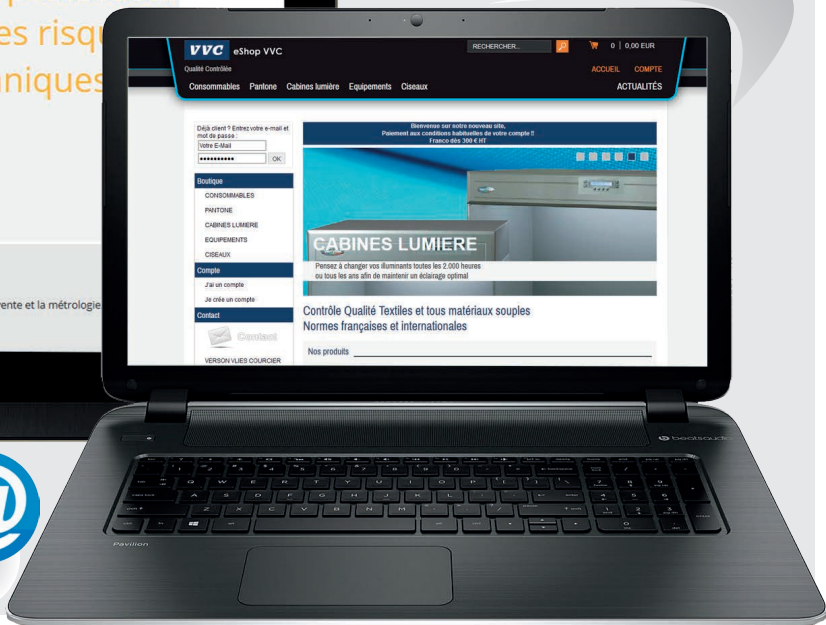 es risq
niques
vente et la métrologie
VVC eShop VVC
Qualité Contrôlée
RECHERCHER...
0 | 0,00 EUR
ACCUEIL COMPTE
Consommables Pantone Cabines lumière Equipements Ciseaux
ACTUALITÉS
Déjà client ? Entrez votre e-mail et
mot de passe :
Votre E-Mail
OK
Boutique
CONSOMMABLES
PANTONE
CABINES LUMIERE
EQUIPEMENTS
CISEAUX
Compte
J'ai un compte
Je crée un compte
Contact
Contact
VERSON VLIES COURCIER
Bienvenue sur notre nouveau site,
Paiement aux conditions habituelles de votre compte !!
Franco dès 300 € HT
CABINES LUMIERE
Pensez à changer vos illuminants toutes les 2.000 heures
ou tous les ans afin de maintenir un éclairage optimal
Contrôle Qualité Textiles et tous matériaux souples
Normes françaises et internationales
Nos produits
beatsaudio
Q W E R T Y U I O P
A S D F G H J K L
Z X C V B N M
Pavilion
@